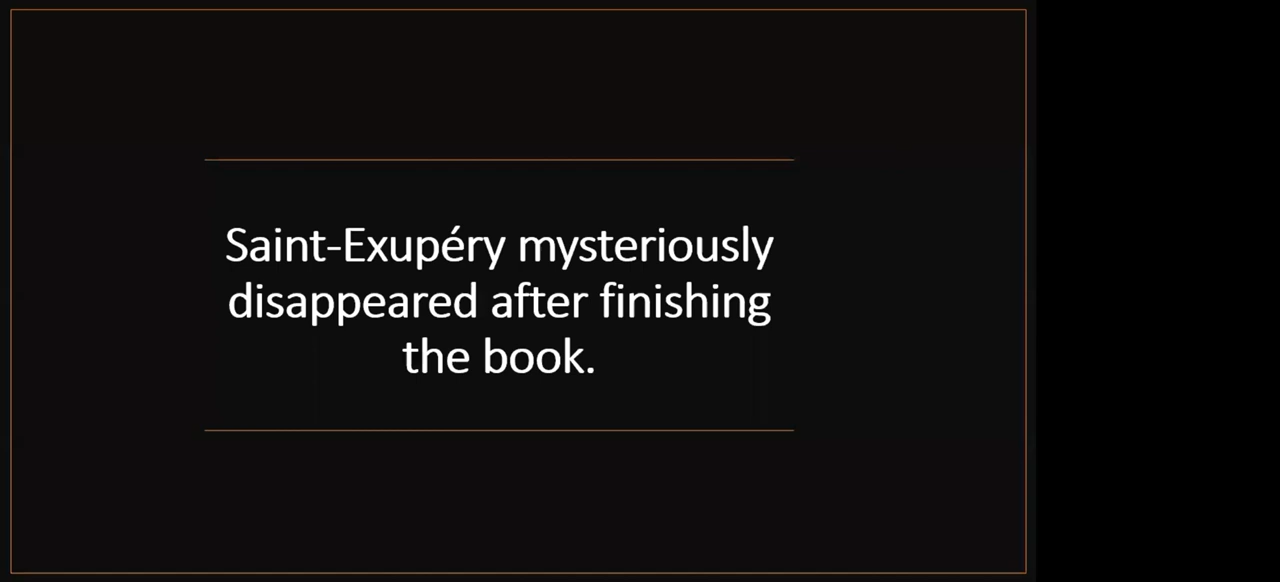 Saint-Exupéry mysteriously
disappeared after finishing
the book.